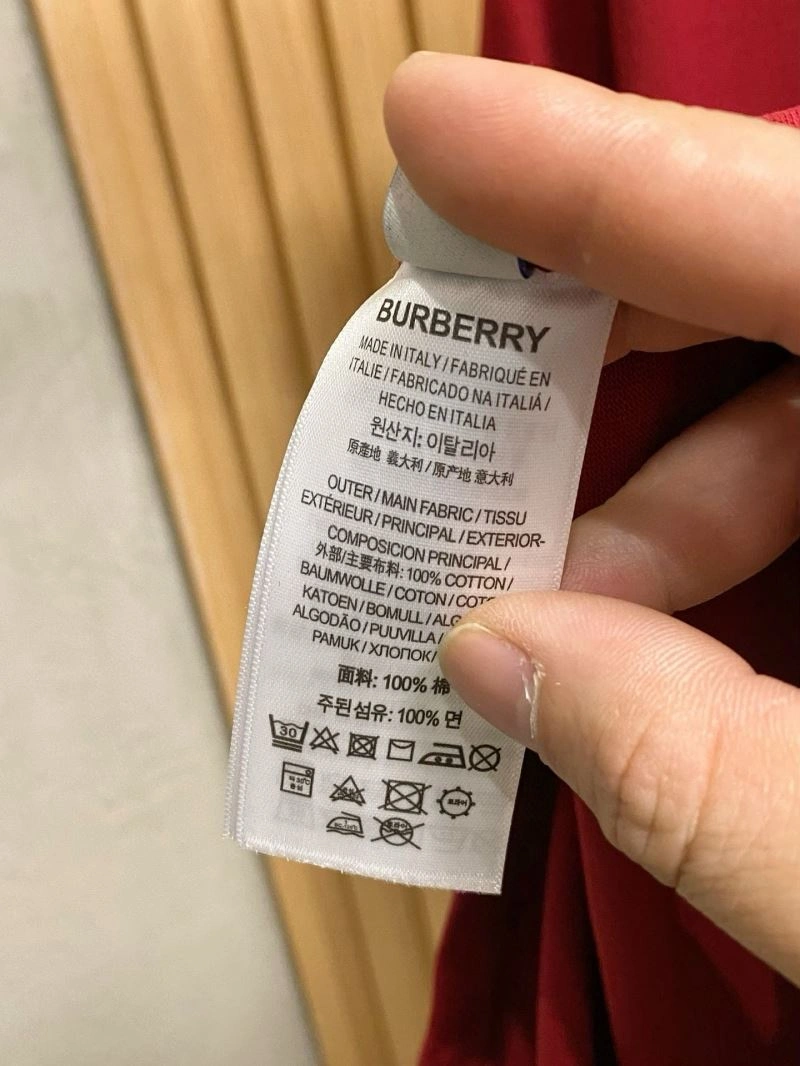 BURBERRY
MADE IN ITALY / FABRIQUÉ EN
ITALIE / FABRICADO NA ITALIÁ /
HECHO EN ITALIA
원산지: 이탈리아
原產地 義大利 / 原产地 意大利
OUTER / MAIN FABRIC / TISSU
EXTÉRIEUR / PRINCIPAL / EXTERIOR-
COMPOSICION PRINCIPAL /
外部/主要布料: 100% COTTON /
BAUMWOLLE / COTON /
KATOEN / BOMULL /
ALGODÃO / PUUVILLA /
PAMUK / ХЛОПОК /
面料: 100% 棉
주된섬유: 100% 면
30